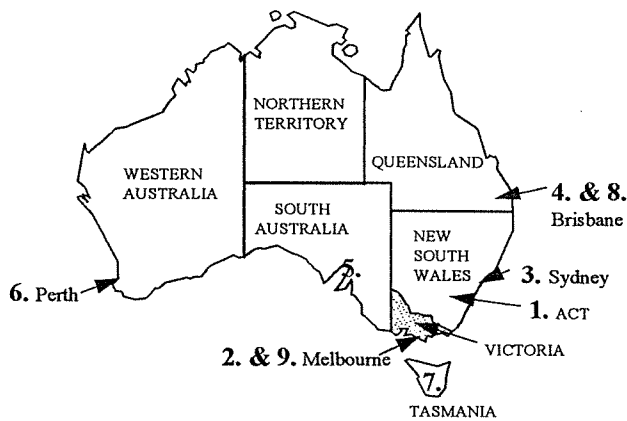 NORTHERN
TERRITORY
QUEENSLAND
WESTERN
AUSTRALIA
4. & 8.
Brisbane
SOUTH
AUSTRALIA
NEW
SOUTH
WALES
5.
3. Sydney
6. Perth
1. ACT
2. & 9. Melbourne
VICTORIA
7.
TASMANIA